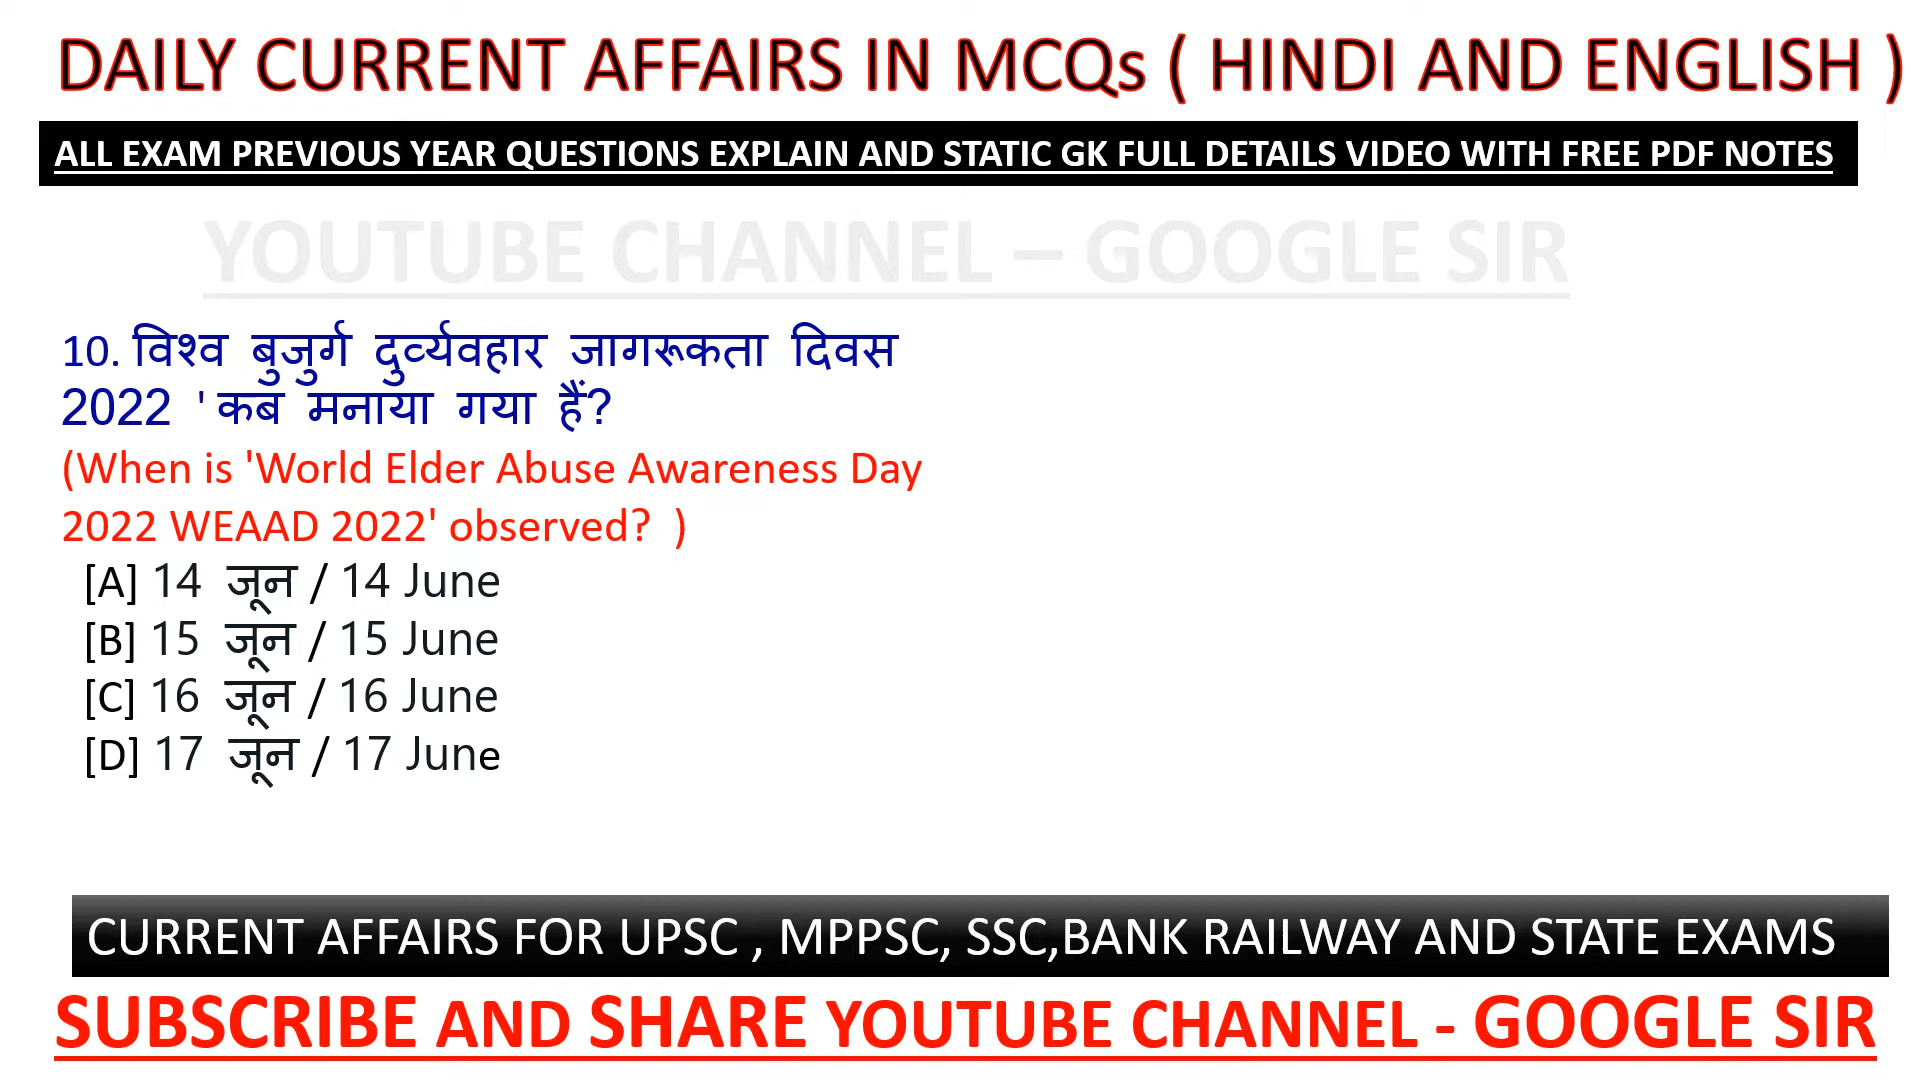 DAILY CURRENT AFFAIRS IN MCQs ( HINDI AND ENGLISH )
ALL EXAM PREVIOUS YEAR QUESTIONS EXPLAIN AND STATIC GK FULL DETAILS VIDEO WITH FREE PDF NOTES
YOUTUBE CHANNEL – GOOGLE SIR
10. विश्व बुजुर्ग दुर्व्यवहार जागरूकता दिवस
2022 ' कब मनाया गया हैं?
(When is 'World Elder Abuse Awareness Day
2022 WEAAD 2022' observed? )
[A] 14 जून / 14 June
[B] 15 जून / 15 June
[C] 16 जून / 16 June
[D] 17 जून / 17 June
CURRENT AFFAIRS FOR UPSC , MPPSC, SSC,BANK RAILWAY AND STATE EXAMS
SUBSCRIBE AND SHARE YOUTUBE CHANNEL - GOOGLE SIR